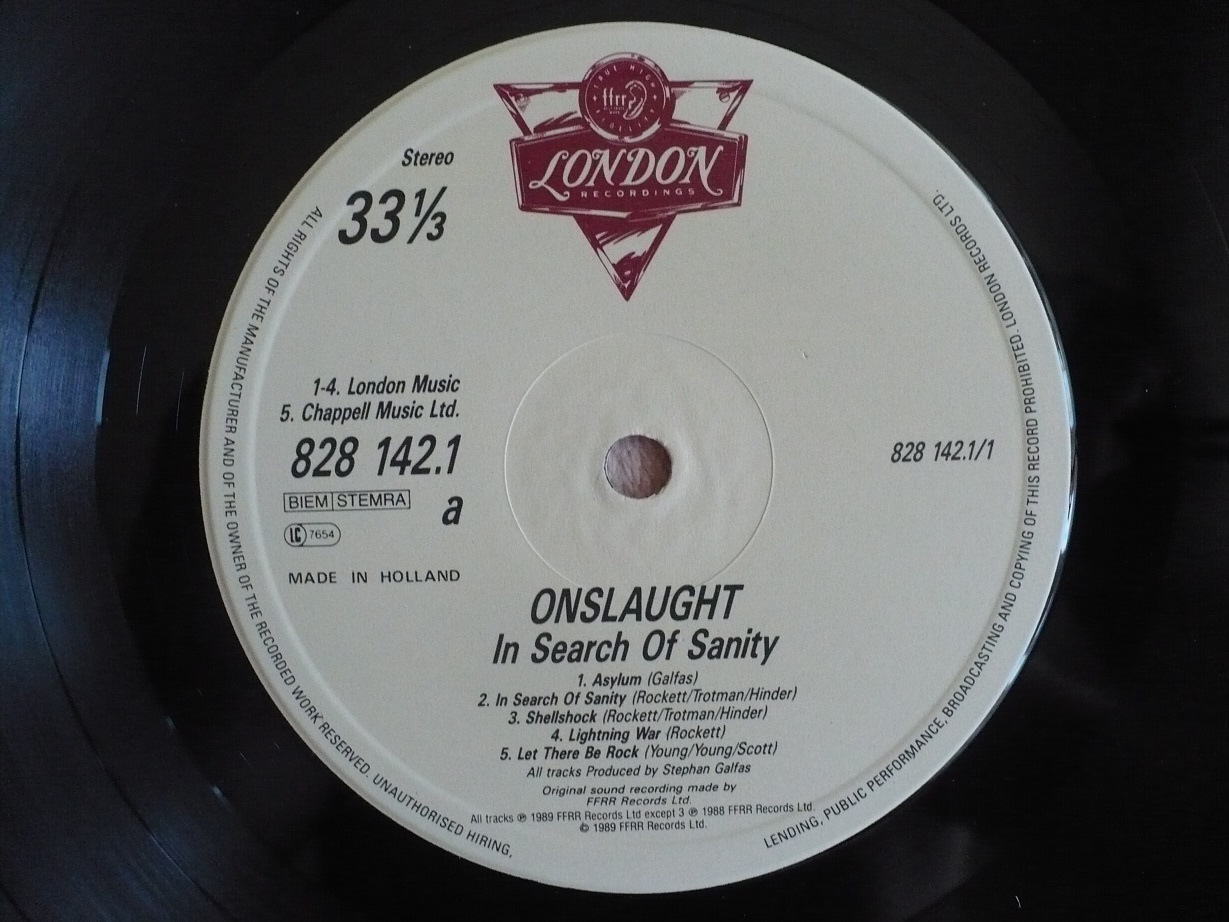 TRUE HIGH FIDELITY
ffrr
LONDON
RECORDINGS
Stereo
33⅓
1-4. London Music
5. Chappell Music Ltd.
828 142.1
BIEM STEMRA
a
LC 7654
MADE IN HOLLAND
828 142.1/1
ONSLAUGHT
In Search Of Sanity
1. Asylum (Galfas)
2. In Search Of Sanity (Rockett/Trotman/Hinder)
3. Shellshock (Rockett/Trotman/Hinder)
4. Lightning War (Rockett)
5. Let There Be Rock (Young/Young/Scott)
All tracks Produced by Stephan Galfas
Original sound recording made by
FFRR Records Ltd.
All tracks ℗ 1989 FFRR Records Ltd except 3 ℗ 1988 FFRR Records Ltd.
© 1989 FFRR Records Ltd.
ALL RIGHTS OF THE MANUFACTURER AND OF THE OWNER OF THE RECORDED WORK RESERVED. UNAUTHORISED HIRING,
LENDING, PUBLIC PERFORMANCE, BROADCASTING AND COPYING OF THIS RECORD PROHIBITED. LONDON RECORDS LTD.